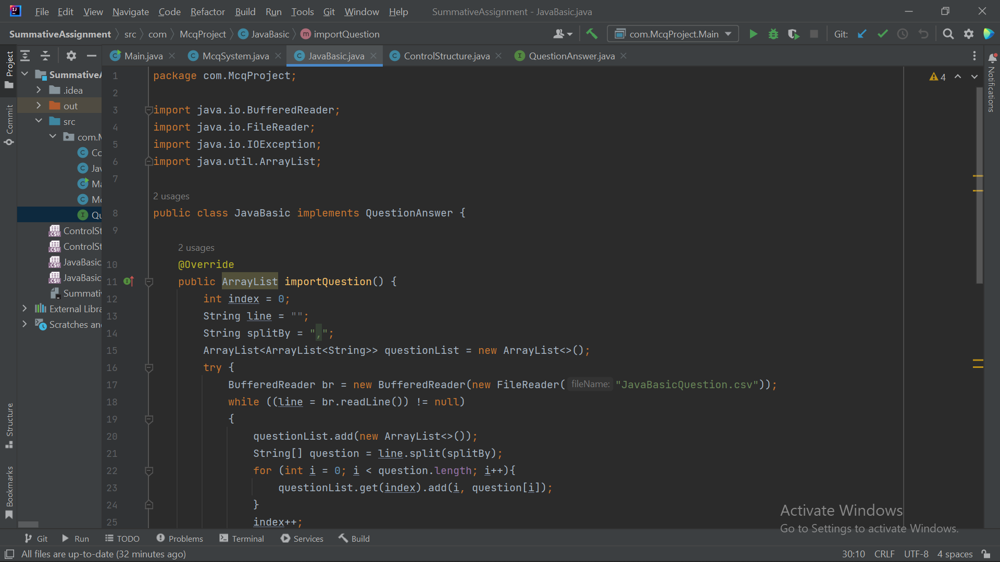 File Edit View Navigate Code Refactor Build Run Tools Git Window Help SummativeAssignment - JavaBasic.java
SummativeAssignment src com McqProject JavaBasic importQuestion com.McqProject.Main Git:
Project
Commit
Structure
Bookmarks
Notifications
SummativeA
.idea
out
src
com.M
Co
Jav
Ma
Mc
Qu
ControlSt
ControlSt
JavaBasic
JavaBasic
Summati
External Libra
Scratches an
Main.java McqSystem.java JavaBasic.java ControlStructure.java QuestionAnswer.java
4
1 package com.McqProject;
2
3 import java.io.BufferedReader;
4 import java.io.FileReader;
5 import java.io.IOException;
6 import java.util.ArrayList;
7
2 usages
8 public class JavaBasic implements QuestionAnswer {
9
2 usages
10 @Override
11 public ArrayList importQuestion() {
12 int index = 0;
13 String line = "";
14 String splitBy = ",";
15 ArrayList<ArrayList<String>> questionList = new ArrayList<>();
16 try {
17 BufferedReader br = new BufferedReader(new FileReader( fileName: "JavaBasicQuestion.csv"));
18 while ((line = br.readLine()) != null)
19 {
20 questionList.add(new ArrayList<>());
21 String[] question = line.split(splitBy);
22 for (int i = 0; i < question.length; i++){
23 questionList.get(index).add(i, question[i]);
24 }
25 index++;
Activate Windows
Go to Settings to activate Windows.
Git Run TODO Problems Terminal Services Build
All files are up-to-date (32 minutes ago) 30:10 CRLF UTF-8 4 spaces